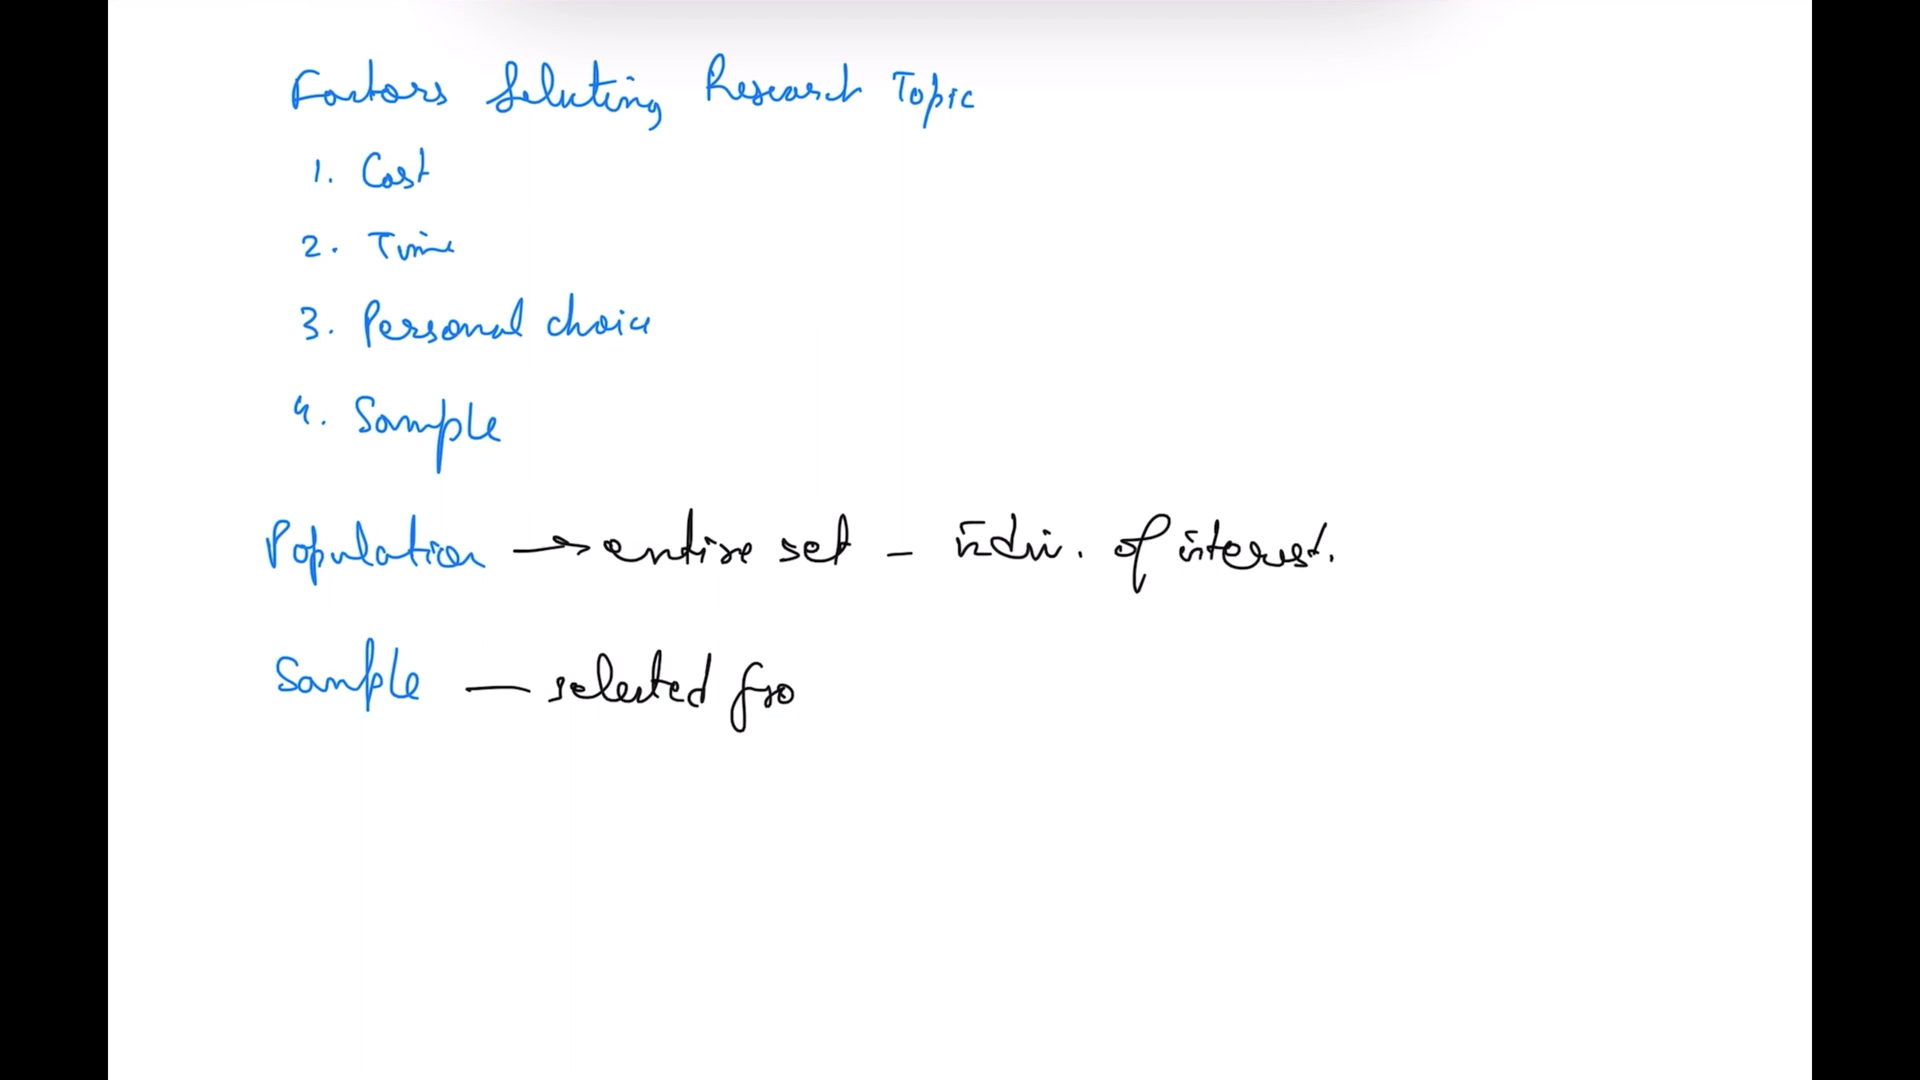 Factors Selecting Research Topic
1. Cost
2. Time
3. Personal choice
4. Sample
Population → entire set – indiv. of interest.
Sample — selected fro